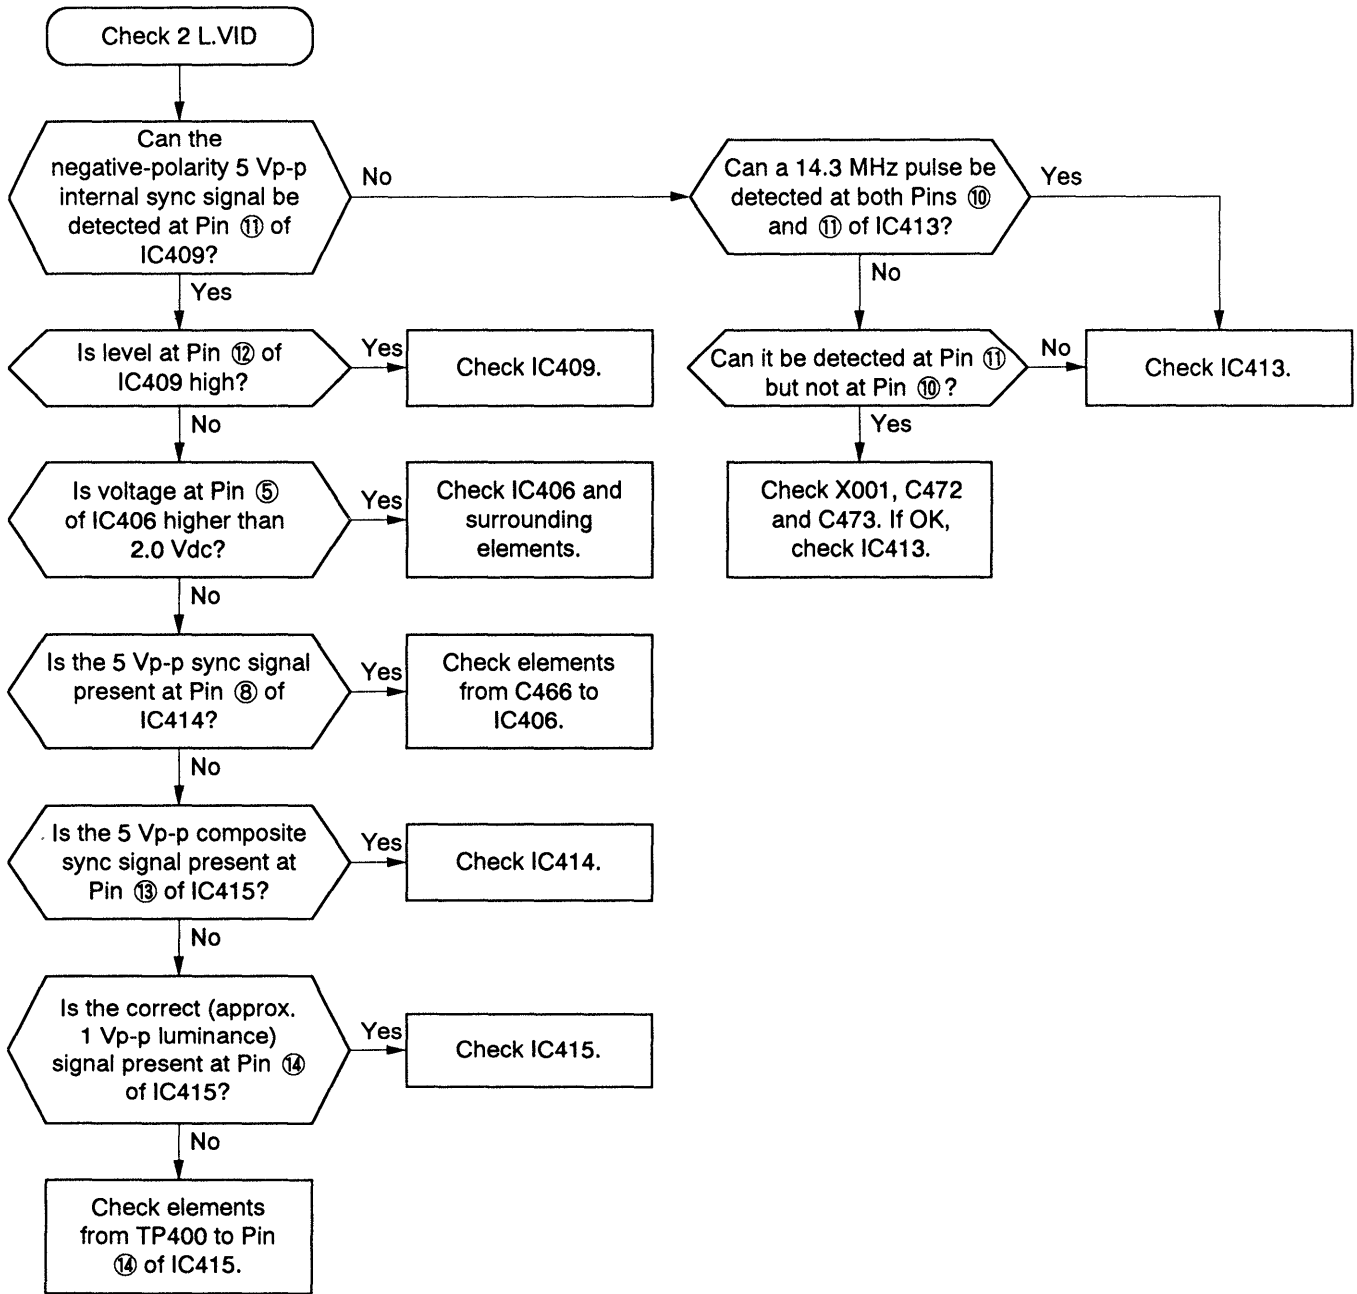 Check 2 L.VID
Can the
negative-polarity 5 Vp-p
internal sync signal be
detected at Pin ⑪ of
IC409?
No
Can a 14.3 MHz pulse be
detected at both Pins ⑩
and ⑪ of IC413?
Yes
Yes
No
Is level at Pin ⑫ of
IC409 high?
Yes
Check IC409.
Can it be detected at Pin ⑪
but not at Pin ⑩?
No
Check IC413.
No
Yes
Is voltage at Pin ⑤
of IC406 higher than
2.0 Vdc?
Yes
Check IC406 and
surrounding
elements.
Check X001, C472
and C473. If OK,
check IC413.
No
Is the 5 Vp-p sync signal
present at Pin ⑧ of
IC414?
Yes
Check elements
from C466 to
IC406.
No
Is the 5 Vp-p composite
sync signal present at
Pin ⑬ of IC415?
Yes
Check IC414.
No
Is the correct (approx.
1 Vp-p luminance)
signal present at Pin ⑭
of IC415?
Yes
Check IC415.
No
Check elements
from TP400 to Pin
⑭ of IC415.